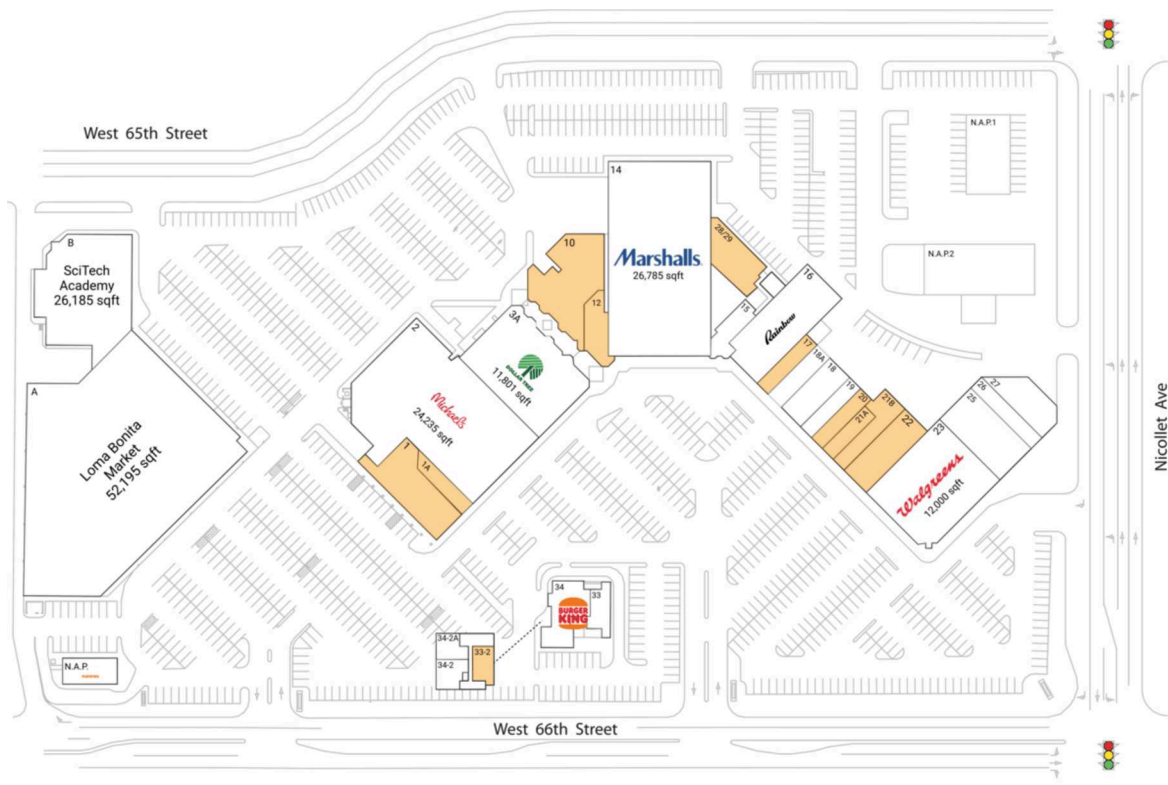 West 65th Street
N.A.P.1
N.A.P.2
B
SciTech
Academy
26,185 sqft
A
Loma Bonita
Market
52,195 sqft
14
Marshalls
26,785 sqft
10
12
28/29
15
16
Rainbow
17
18A
18
19
20
21A
21B
22
23
Walgreens
12,000 sqft
25
26
27
2
Michaels
24,235 sqft
3A
DOLLAR TREE
11,801 sqft
1
1A
34
33
BURGER
KING
34-2A
34-2
33-2
N.A.P.
West 66th Street
Nicollet Ave